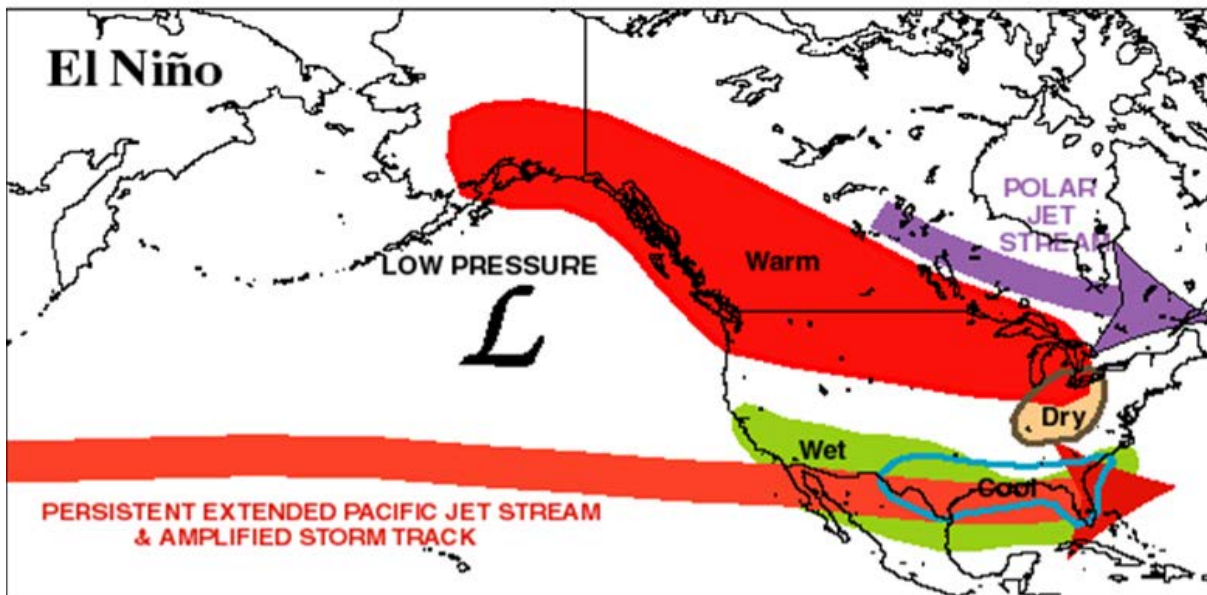 El Niño
POLAR
JET
STREAM
LOW PRESSURE
Warm
L
Dry
Wet
Cool
PERSISTENT EXTENDED PACIFIC JET STREAM
& AMPLIFIED STORM TRACK